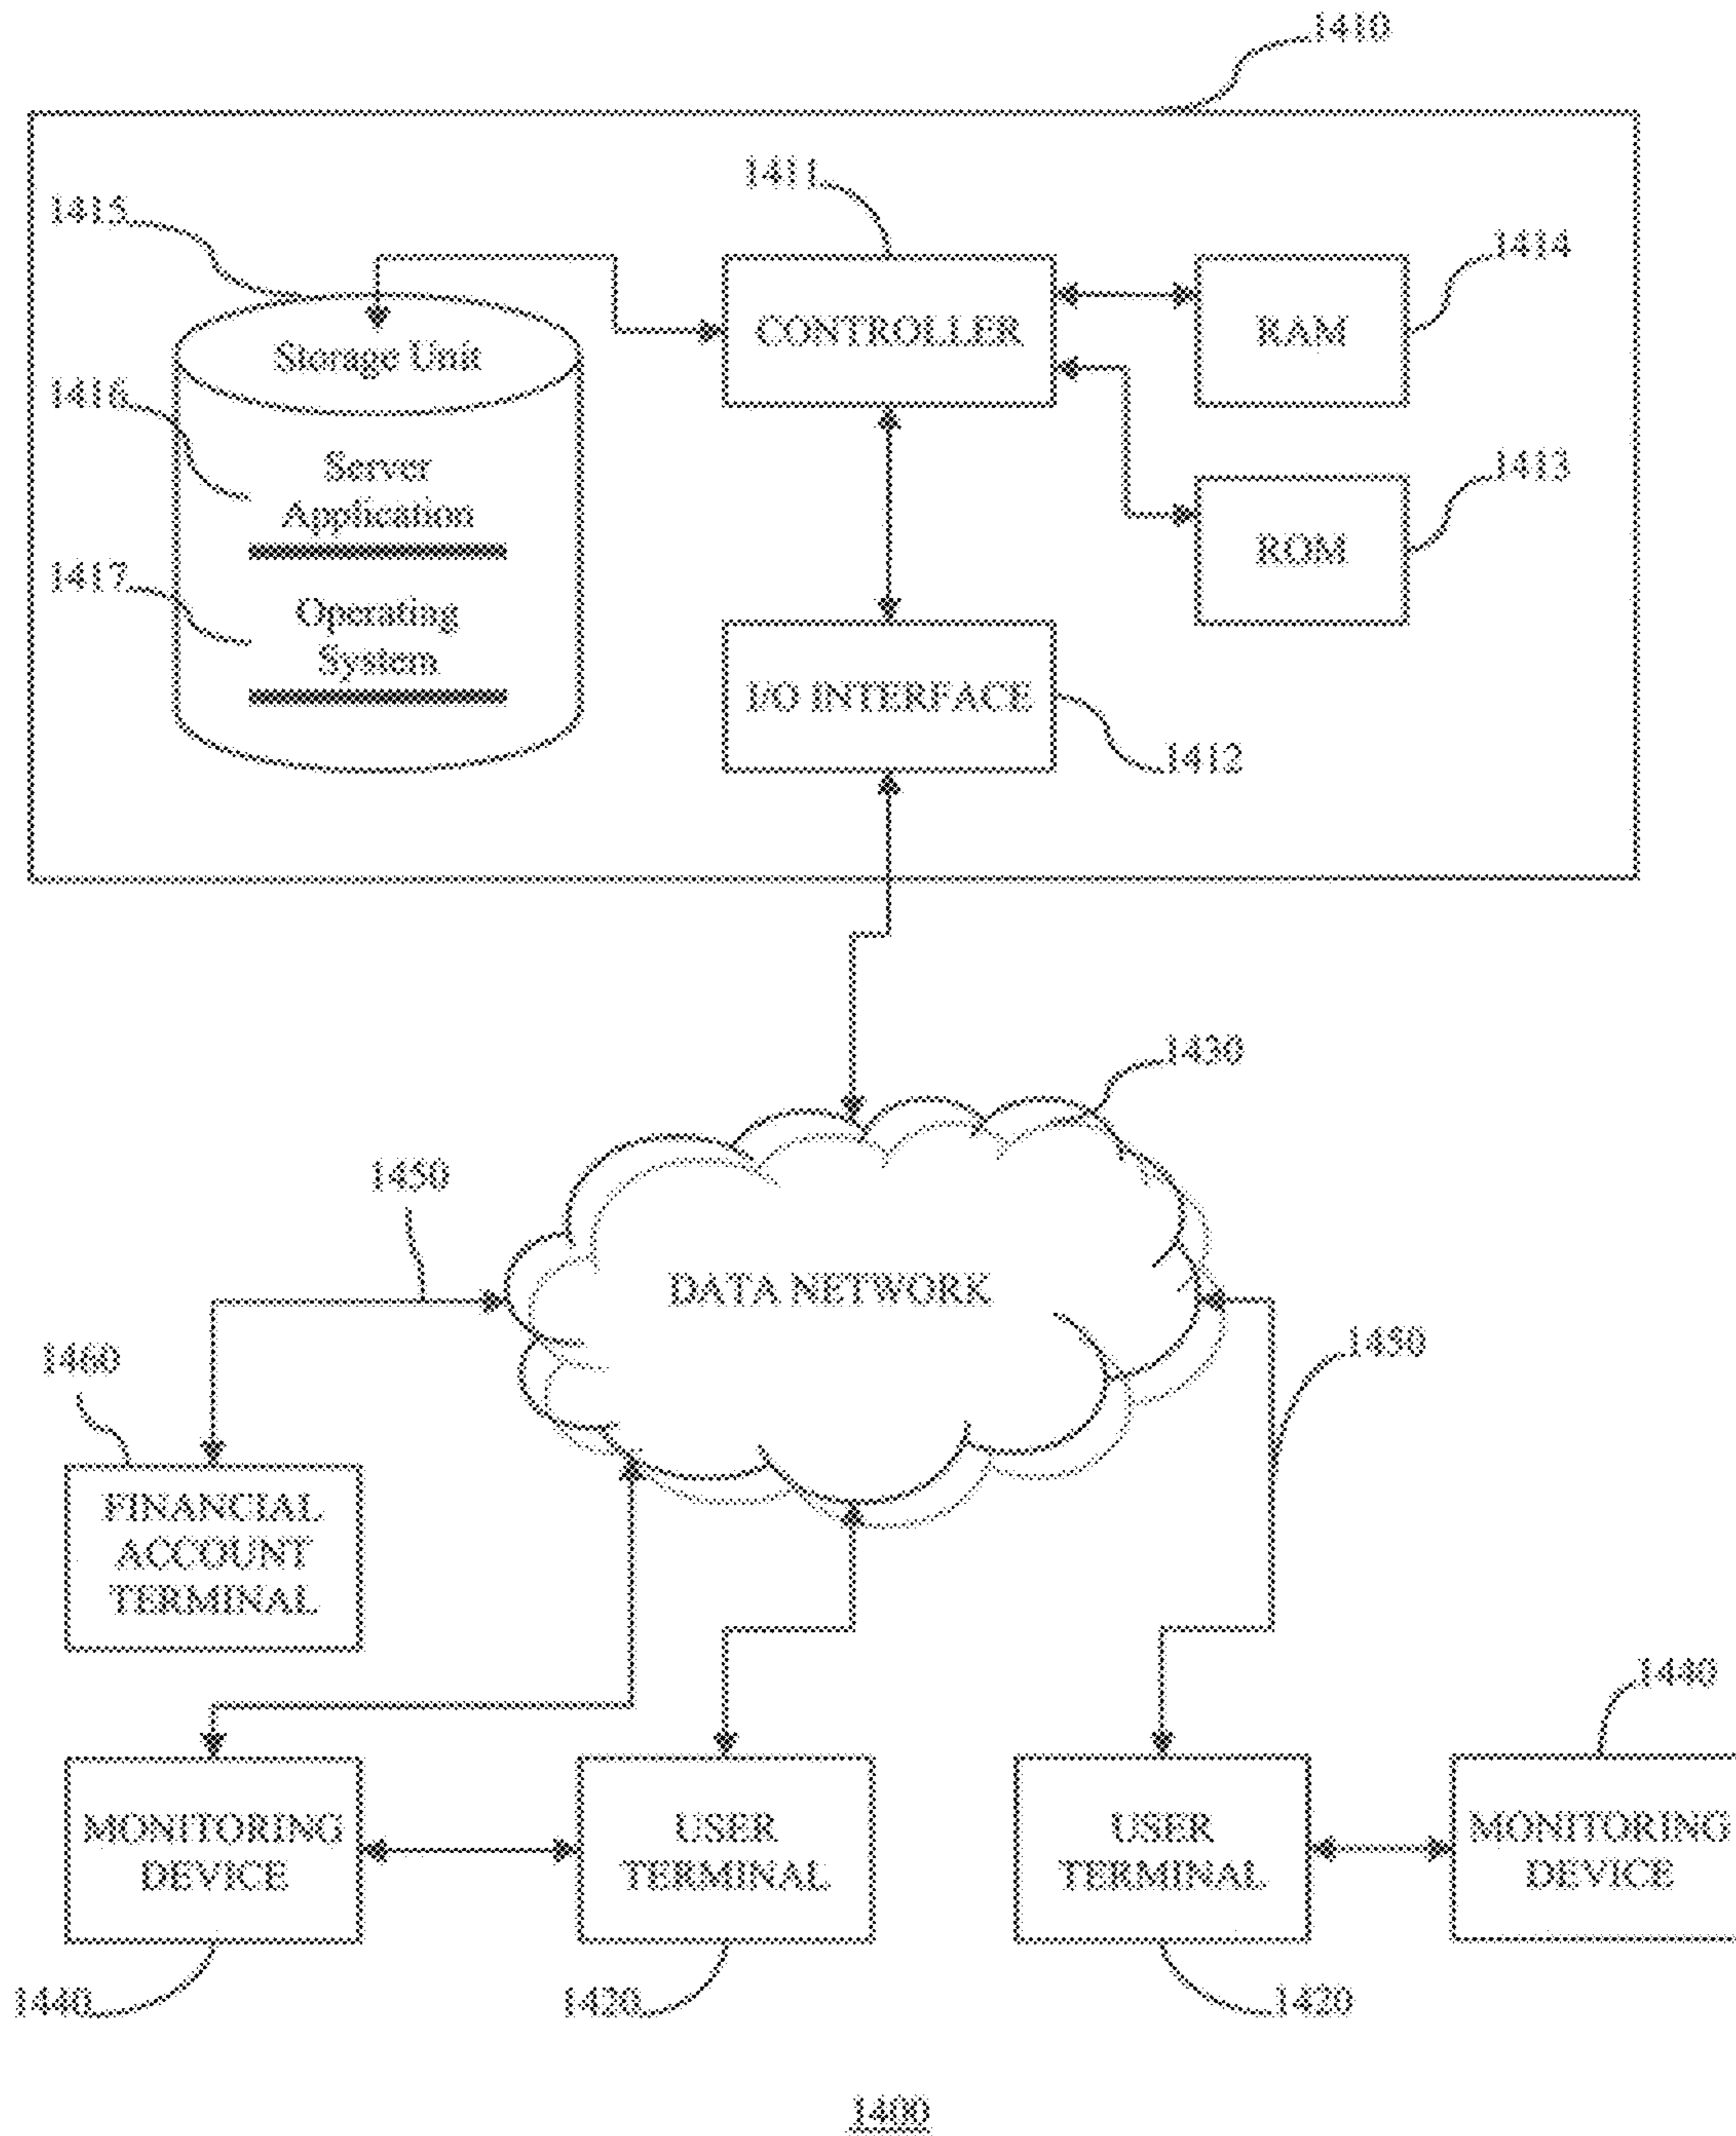 1410
1411
1415
1414
CONTROLLER
RAM
Storage Unit
1416
Server
Application
1413
ROM
1417
Operating
System
I/O INTERFACE
1412
1430
1450
DATA NETWORK
1450
1460
FINANCIAL
ACCOUNT
TERMINAL
1440
MONITORING
DEVICE
USER
TERMINAL
USER
TERMINAL
MONITORING
DEVICE
1440
1420
1420
1400